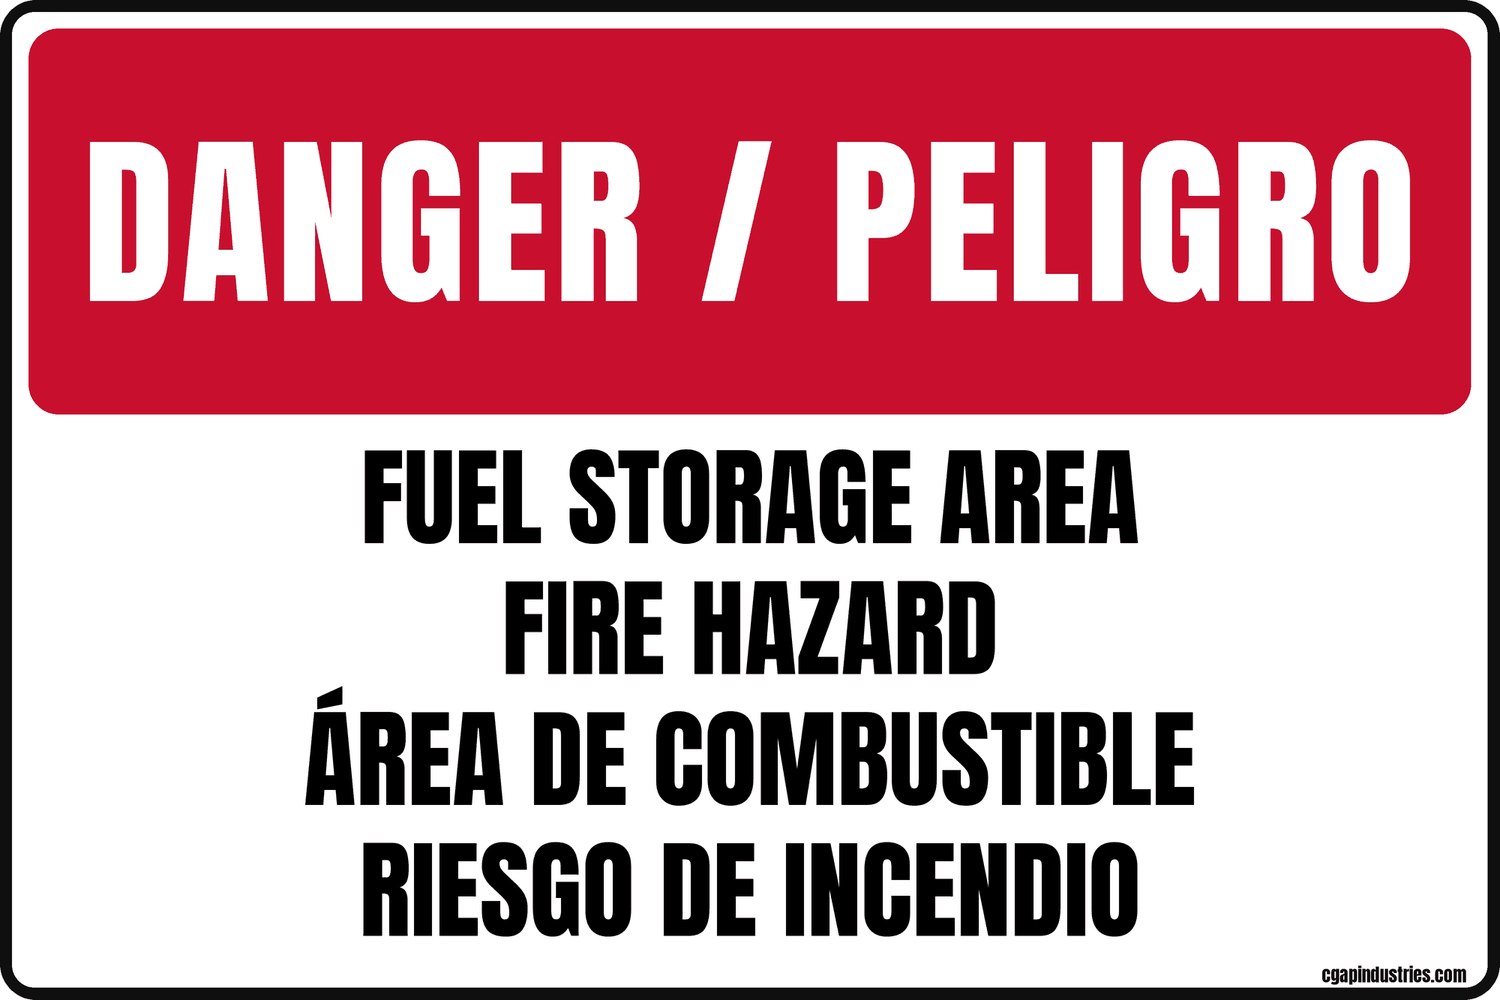 DANGER / PELIGRO
FUEL STORAGE AREA
FIRE HAZARD
ÁREA DE COMBUSTIBLE
RIESGO DE INCENDIO
cgapindustries.com